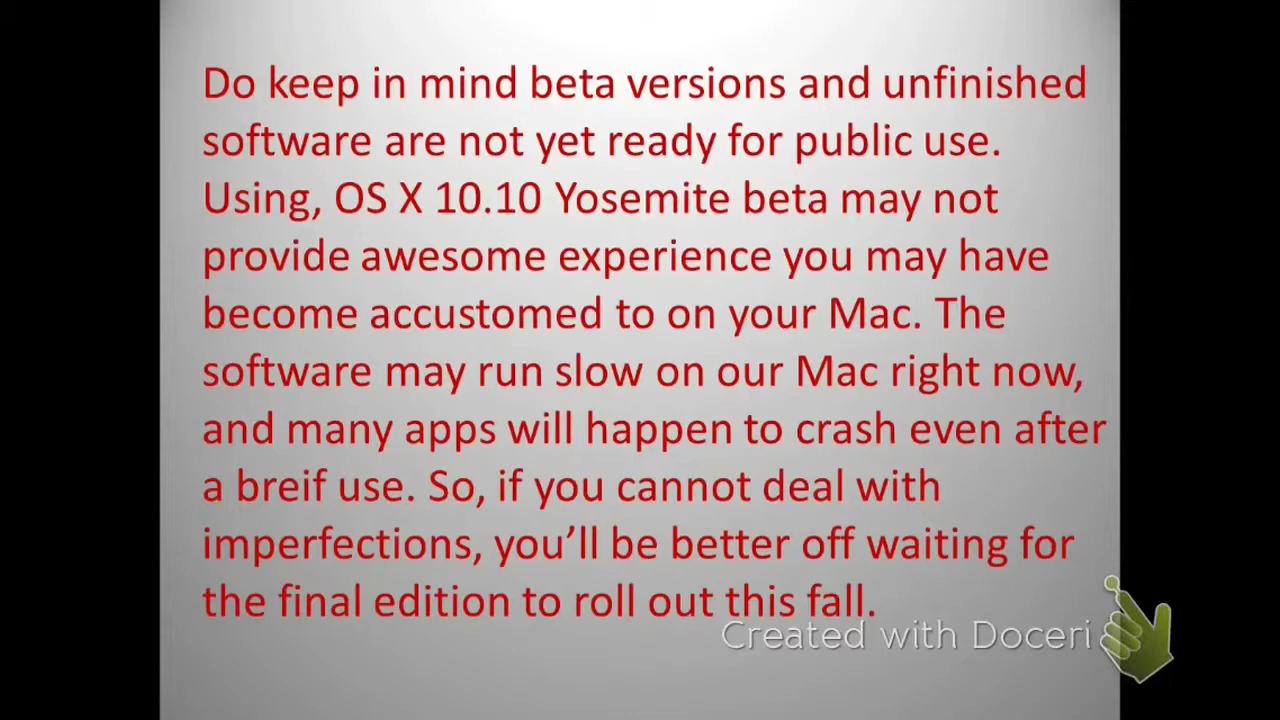 Do keep in mind beta versions and unfinished
software are not yet ready for public use.
Using, OS X 10.10 Yosemite beta may not
provide awesome experience you may have
become accustomed to on your Mac. The
software may run slow on our Mac right now,
and many apps will happen to crash even after
a breif use. So, if you cannot deal with
imperfections, you’ll be better off waiting for
the final edition to roll out this fall.
Created with Doceri